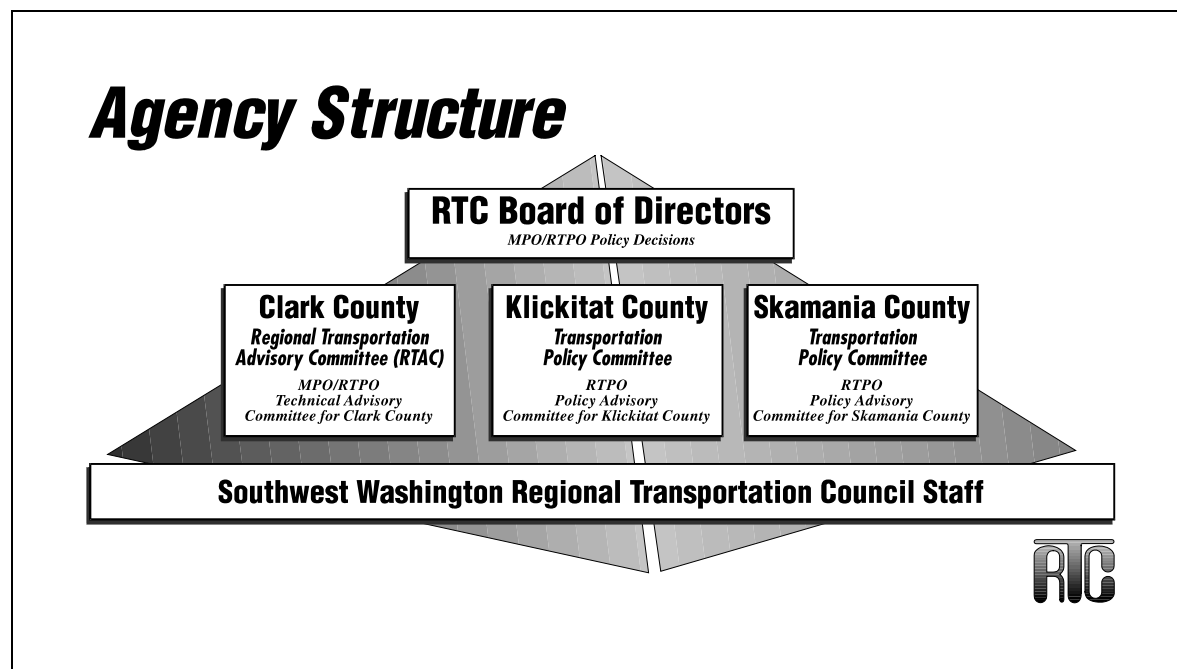 Agency Structure
RTC Board of Directors
MPO/RTPO Policy Decisions
Clark County
Regional Transportation
Advisory Committee (RTAC)
MPO/RTPO
Technical Advisory
Committee for Clark County
Klickitat County
Transportation
Policy Committee
RTPO
Policy Advisory
Committee for Klickitat County
Skamania County
Transportation
Policy Committee
RTPO
Policy Advisory
Committee for Skamania County
Southwest Washington Regional Transportation Council Staff
RTC